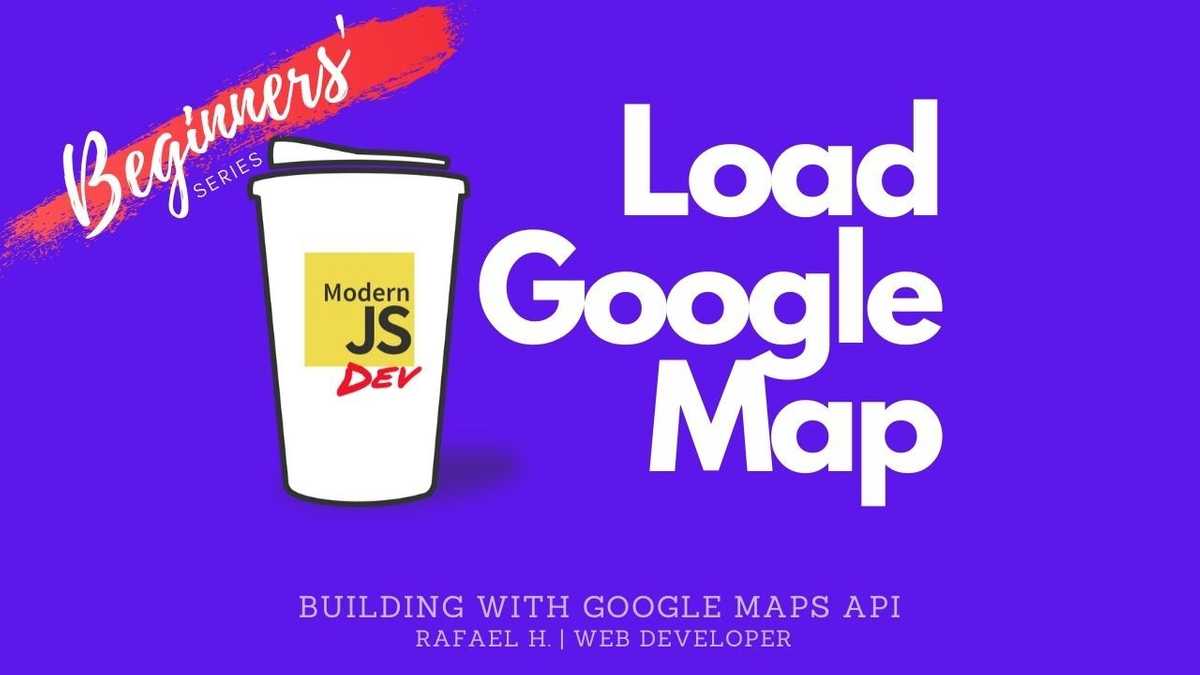 Beginners'
SERIES
Modern
JS
DEV
Load
Google
Map
BUILDING WITH GOOGLE MAPS API
RAFAEL H. | WEB DEVELOPER